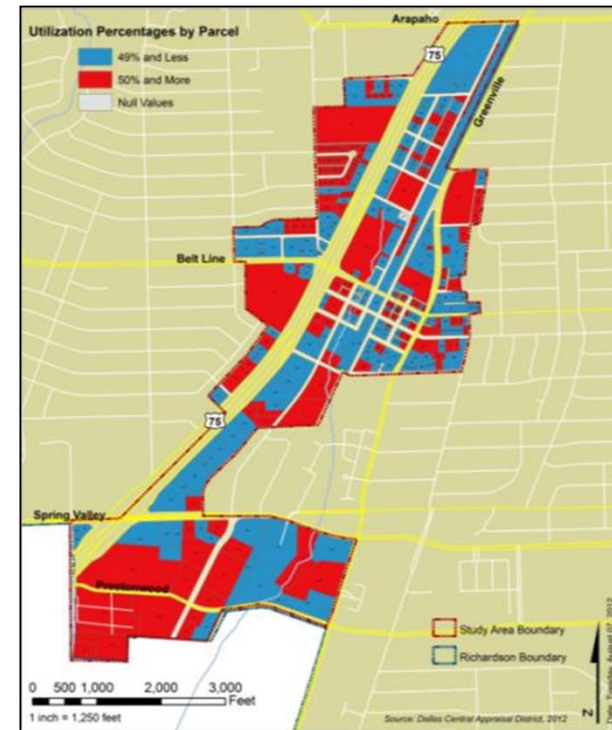 Arapaho
Utilization Percentages by Parcel
49% and Less
50% and More
Null Values
75
Greenville
Belt Line
75
Spring Valley
Prestonwood
Study Area Boundary
Richardson Boundary
0 500 1,000 2,000 3,000
Feet
1 inch = 1,250 feet
Source: Dallas Central Appraisal District, 2012
N